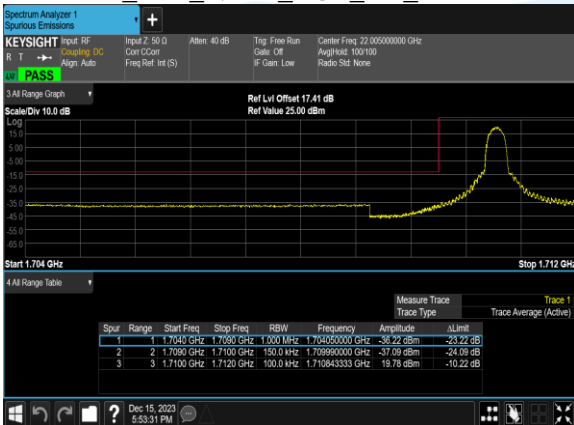 Spectrum Analyzer 1
Spurious Emissions
KEYSIGHT
R T
Input: RF
Coupling: DC
Align: Auto
Input Z: 50 Ω
Corr CCorr
Freq Ref: Int (S)
Atten: 40 dB
Trig: Free Run
Gate: Off
IF Gain: Low
Center Freq: 22.005000000 GHz
Avg|Hold: 100/100
Radio Std: None
PASS
3 All Range Graph
Scale/Div 10.0 dB
Ref Lvl Offset 17.41 dB
Ref Value 25.00 dBm
Log
15.0
5.00
-5.00
-15.0
-25.0
-35.0
-45.0
-55.0
-65.0
Start 1.704 GHz
Stop 1.712 GHz
4 All Range Table
Measure Trace Trace 1
Trace Type Trace Average (Active)
Spur Range Start Freq Stop Freq RBW Frequency Amplitude ΔLimit
1 1 1.7040 GHz 1.7090 GHz 1.000 MHz 1.704050000 GHz -36.22 dBm -23.22 dB
2 2 1.7090 GHz 1.7100 GHz 150.0 kHz 1.709990000 GHz -37.09 dBm -24.09 dB
3 3 1.7100 GHz 1.7120 GHz 100.0 kHz 1.710843333 GHz 19.78 dBm -10.22 dB
?
Dec 15, 2023
5:53:31 PM